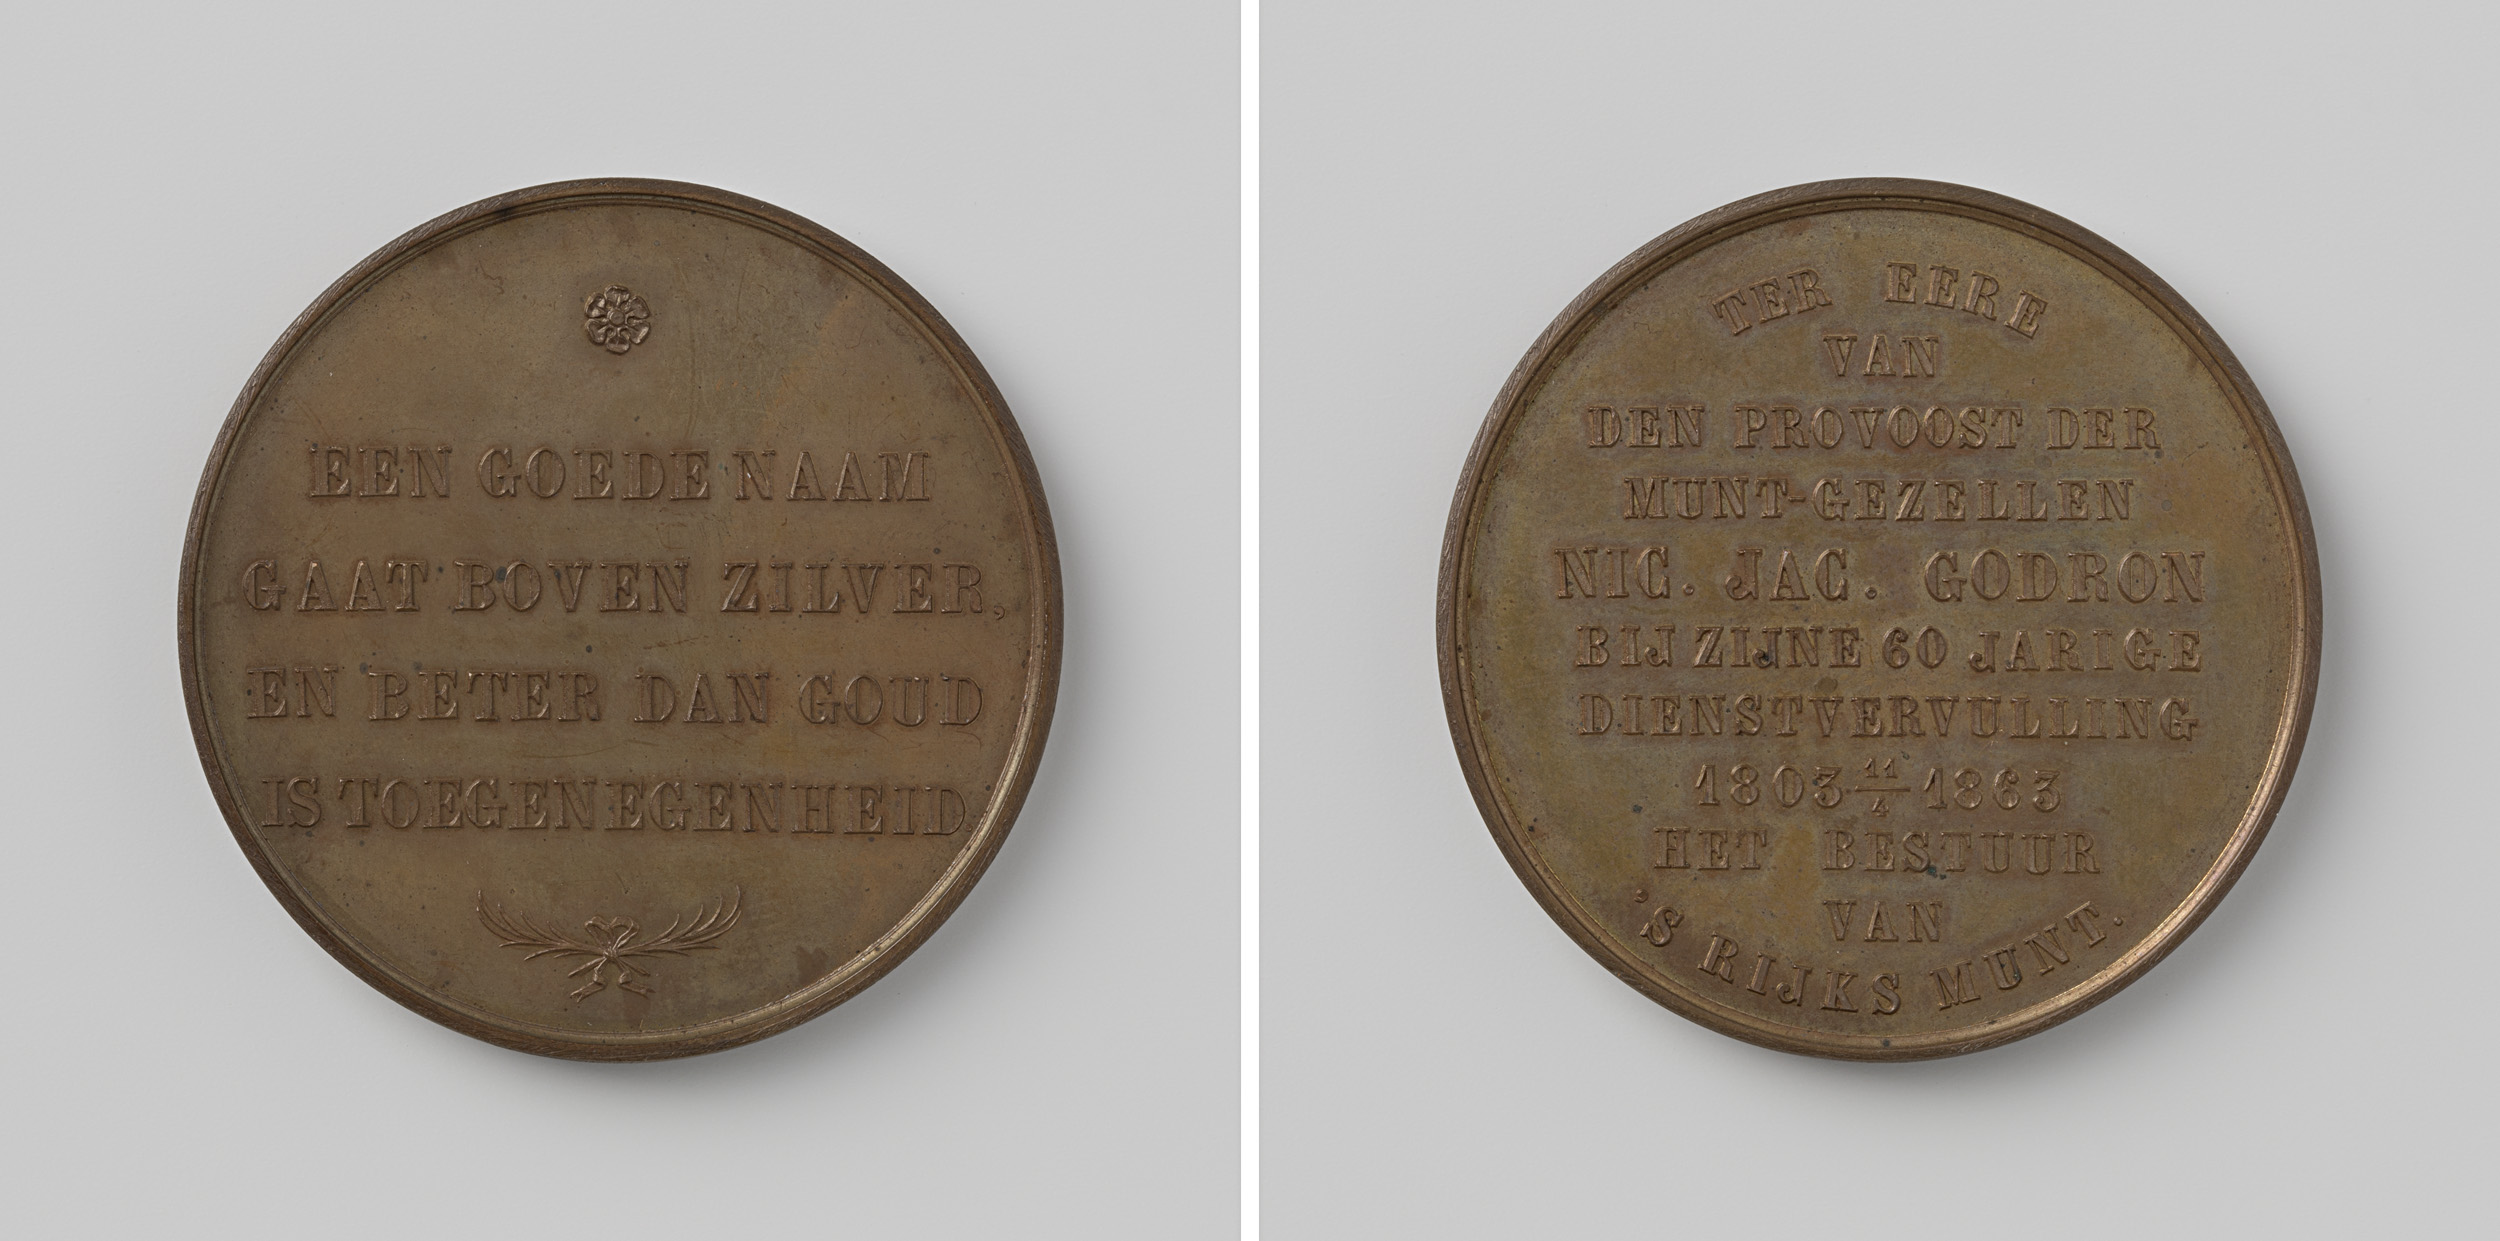 EEN GOEDE NAAM
GAAT BOVEN ZILVER,
EN BETER DAN GOUD
IS TOEGENEGENHEID
TER EERE
VAN
DEN PROVOOST DER
MUNT-GEZELLEN
NIC. JAC. GODRON
BIJ ZIJNE 60 JARIGE
DIENSTVERVULLING
1803 11/4 1863
HET BESTUUR
VAN
'S RIJKS MUNT.